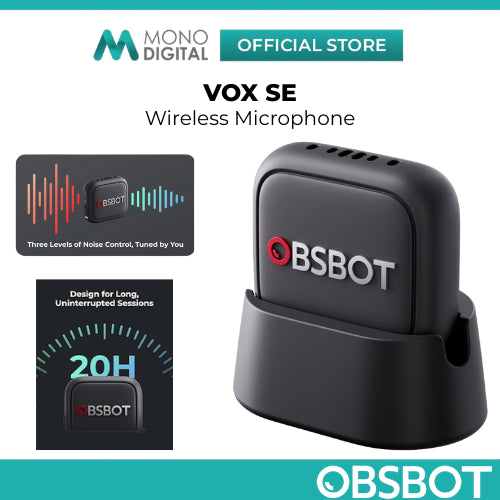 MONO
DIGITAL
OFFICIAL STORE
VOX SE
Wireless Microphone
OBSBOT
Three Levels of Noise Control, Tuned by You
OBSBOT
Design for Long,
Uninterrupted Sessions
20H
OBSBOT
OBSBOT